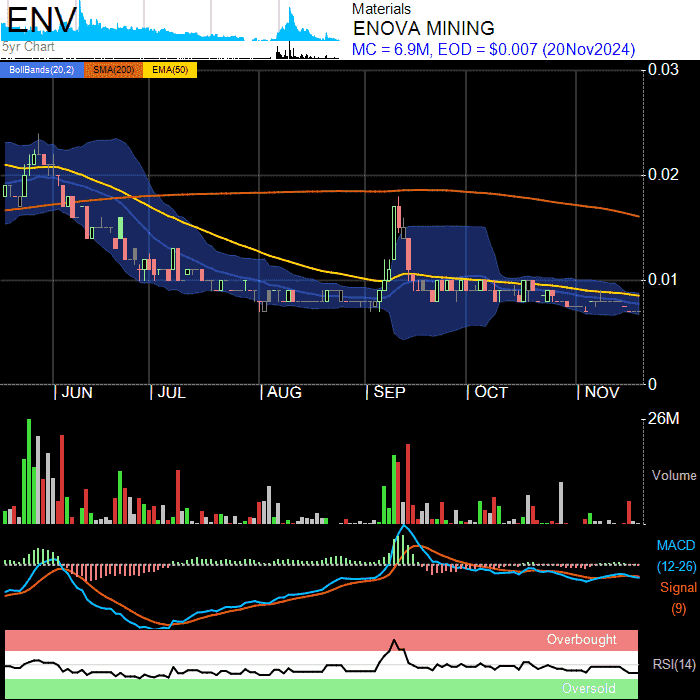 ENV
5yr Chart
Materials
ENOVA MINING
MC = 6.9M, EOD = $0.007 (20Nov2024)
BollBands(20,2) SMA(200) EMA(50)
0.03
0.02
0.01
0
JUN JUL AUG SEP OCT NOV
26M
Volume
MACD
(12-26)
Signal
(9)
Overbought
RSI(14)
Oversold